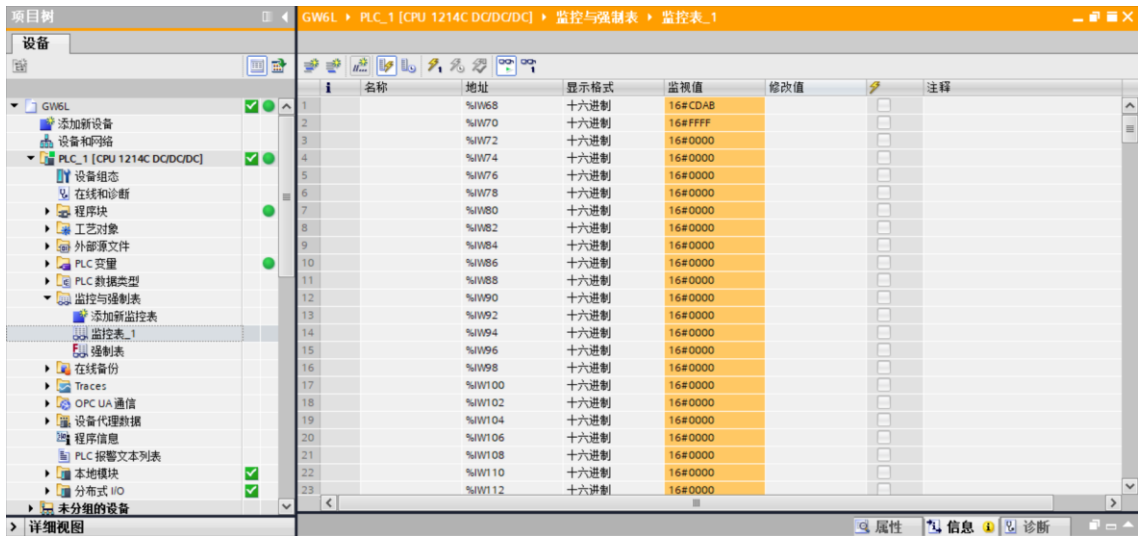 项目树
GW6L ▸ PLC_1 [CPU 1214C DC/DC/DC] ▸ 监控与强制表 ▸ 监控表_1
设备
i 名称 地址 显示格式 监视值 修改值 注释
GW6L
添加新设备
设备和网络
PLC_1 [CPU 1214C DC/DC/DC]
设备组态
在线和诊断
程序块
工艺对象
外部源文件
PLC 变量
PLC 数据类型
监控与强制表
添加新监控表
监控表_1
强制表
在线备份
Traces
OPC UA 通信
设备代理数据
程序信息
PLC 报警文本列表
本地模块
分布式 I/O
未分组的设备
详细视图
1 %IW68 十六进制 16#CDAB
2 %IW70 十六进制 16#FFFF
3 %IW72 十六进制 16#0000
4 %IW74 十六进制 16#0000
5 %IW76 十六进制 16#0000
6 %IW78 十六进制 16#0000
7 %IW80 十六进制 16#0000
8 %IW82 十六进制 16#0000
9 %IW84 十六进制 16#0000
10 %IW86 十六进制 16#0000
11 %IW88 十六进制 16#0000
12 %IW90 十六进制 16#0000
13 %IW92 十六进制 16#0000
14 %IW94 十六进制 16#0000
15 %IW96 十六进制 16#0000
16 %IW98 十六进制 16#0000
17 %IW100 十六进制 16#0000
18 %IW102 十六进制 16#0000
19 %IW104 十六进制 16#0000
20 %IW106 十六进制 16#0000
21 %IW108 十六进制 16#0000
22 %IW110 十六进制 16#0000
23 %IW112 十六进制 16#0000
属性 信息 诊断